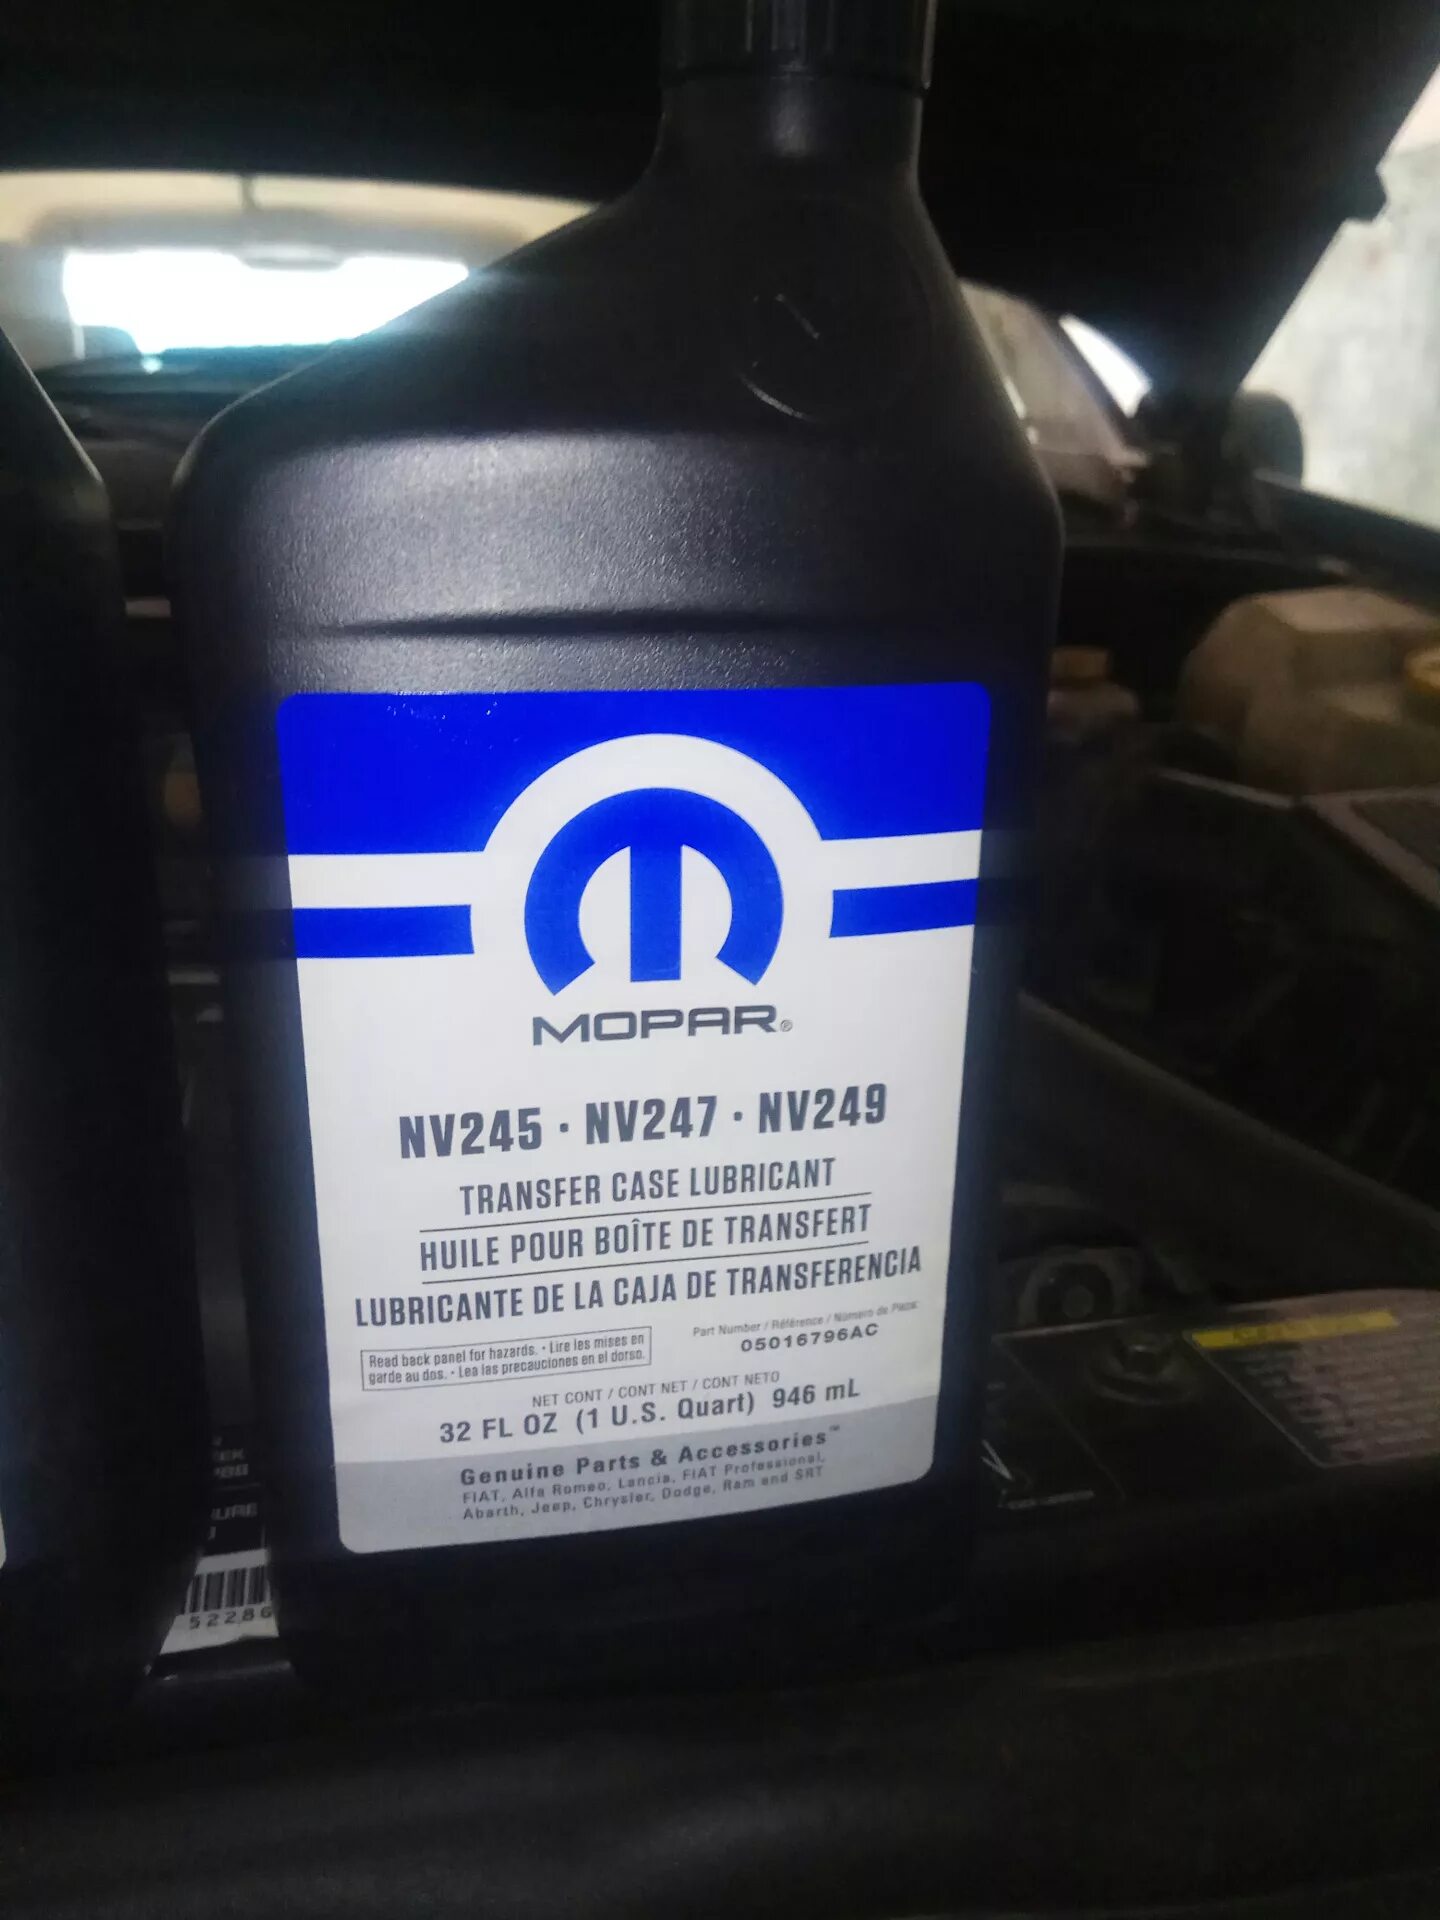 MOPAR®
NV245 · NV247 · NV249
TRANSFER CASE LUBRICANT
HUILE POUR BOÎTE DE TRANSFERT
LUBRICANTE DE LA CAJA DE TRANSFERENCIA
Read back panel for hazards. • Lire les mises en
garde au dos. • Lea las precauciones en el dorso.
Part Number / Référence / Número de Pieza:
05016796AC
NET CONT / CONT NET / CONT NETO
32 FL OZ (1 U.S. Quart) 946 mL
Genuine Parts & Accessories™
FIAT, Alfa Romeo, Lancia, FIAT Professional,
Abarth, Jeep, Chrysler, Dodge, Ram and SRT
52286